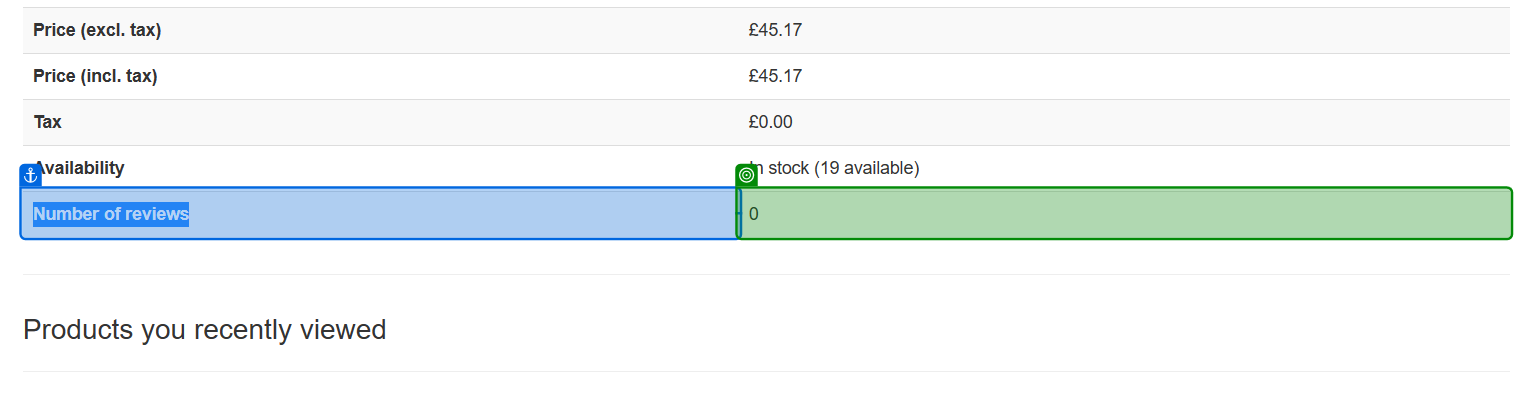 Price (excl. tax) £45.17
Price (incl. tax) £45.17
Tax £0.00
Availability In stock (19 available)
Number of reviews 0
Products you recently viewed